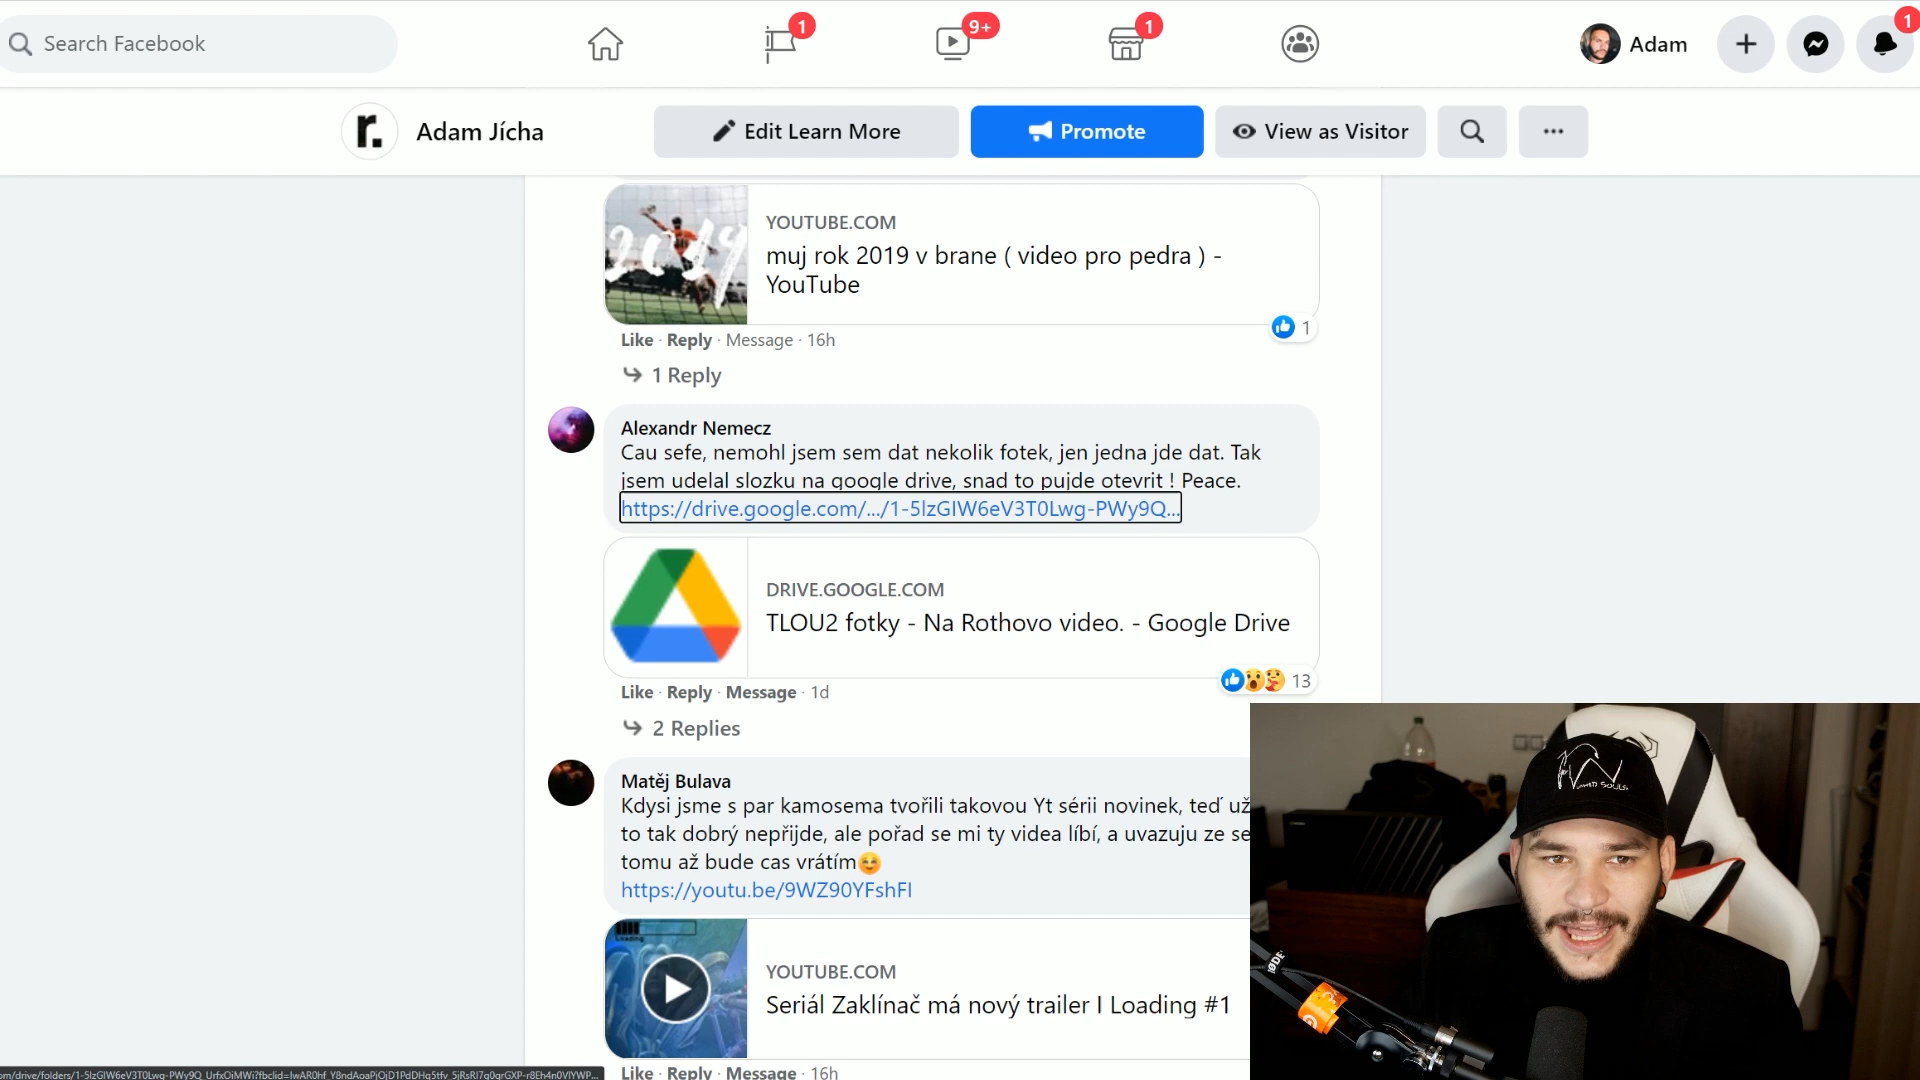 Search Facebook
1
9+
1
Adam
1
r.
Adam Jícha
Edit Learn More
Promote
View as Visitor
2019
YOUTUBE.COM
muj rok 2019 v brane ( video pro pedra ) -
YouTube
1
Like · Reply · Message · 16h
1 Reply
Alexandr Nemecz
Cau sefe, nemohl jsem sem dat nekolik fotek, jen jedna jde dat. Tak
jsem udelal slozku na google drive, snad to pujde otevrit ! Peace.
https://drive.google.com/.../1-5lzGIW6eV3T0Lwg-PWy9Q...
DRIVE.GOOGLE.COM
TLOU2 fotky - Na Rothovo video. - Google Drive
13
Like · Reply · Message · 1d
2 Replies
Matěj Bulava
Kdysi jsme s par kamosema tvořili takovou Yt sérii novinek, teď už
to tak dobrý nepřijde, ale pořad se mi ty videa líbí, a uvazuju ze se
tomu až bude cas vrátím
https://youtu.be/9WZ90YFshFI
Loading
YOUTUBE.COM
Seriál Zaklínač má nový trailer I Loading #1
Like · Reply · Message · 16h
SOULS
RØDE